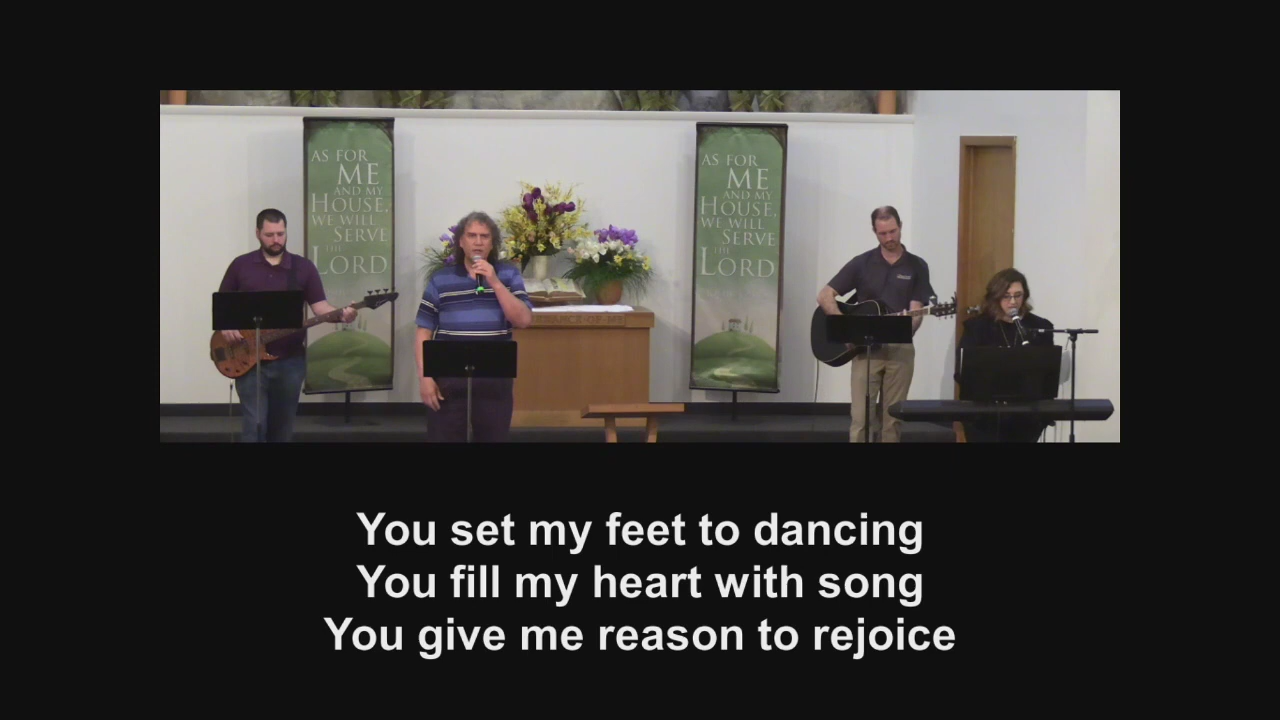 AS FOR
ME
AND MY
HOUSE,
WE WILL
SERVE
THE
LORD
AS FOR
ME
AND MY
HOUSE,
WE WILL
SERVE
THE
LORD
You set my feet to dancing
You fill my heart with song
You give me reason to rejoice